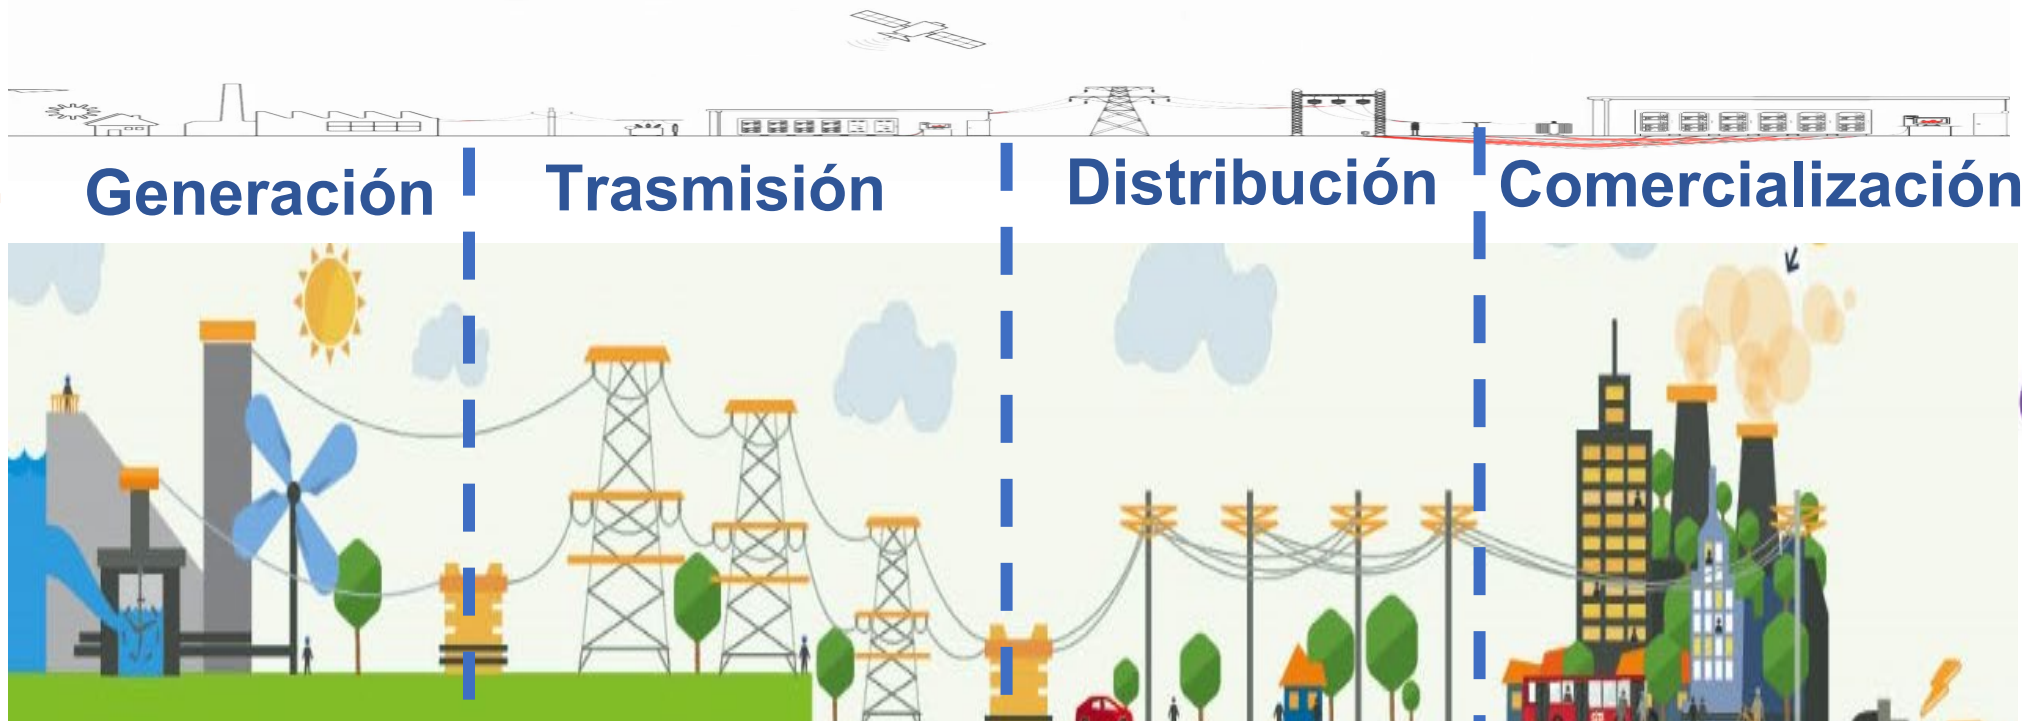 Generación
Trasmisión
Distribución
Comercialización